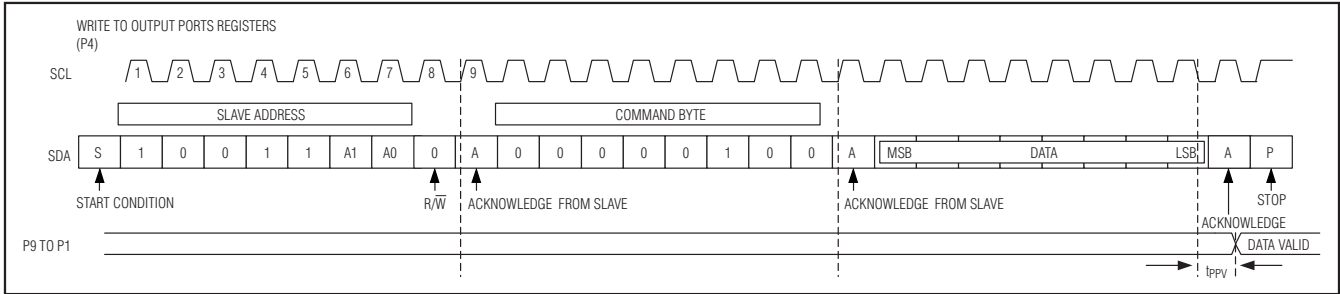 WRITE TO OUTPUT PORTS REGISTERS
(P4)
SCL 1 2 3 4 5 6 7 8 9
SLAVE ADDRESS COMMAND BYTE
SDA S 1 0 0 1 1 A1 A0 0 A 0 0 0 0 0 1 0 0 A MSB DATA LSB A P
START CONDITION R/W̅ ACKNOWLEDGE FROM SLAVE ACKNOWLEDGE FROM SLAVE STOP
ACKNOWLEDGE
P9 TO P1 DATA VALID
tPPV